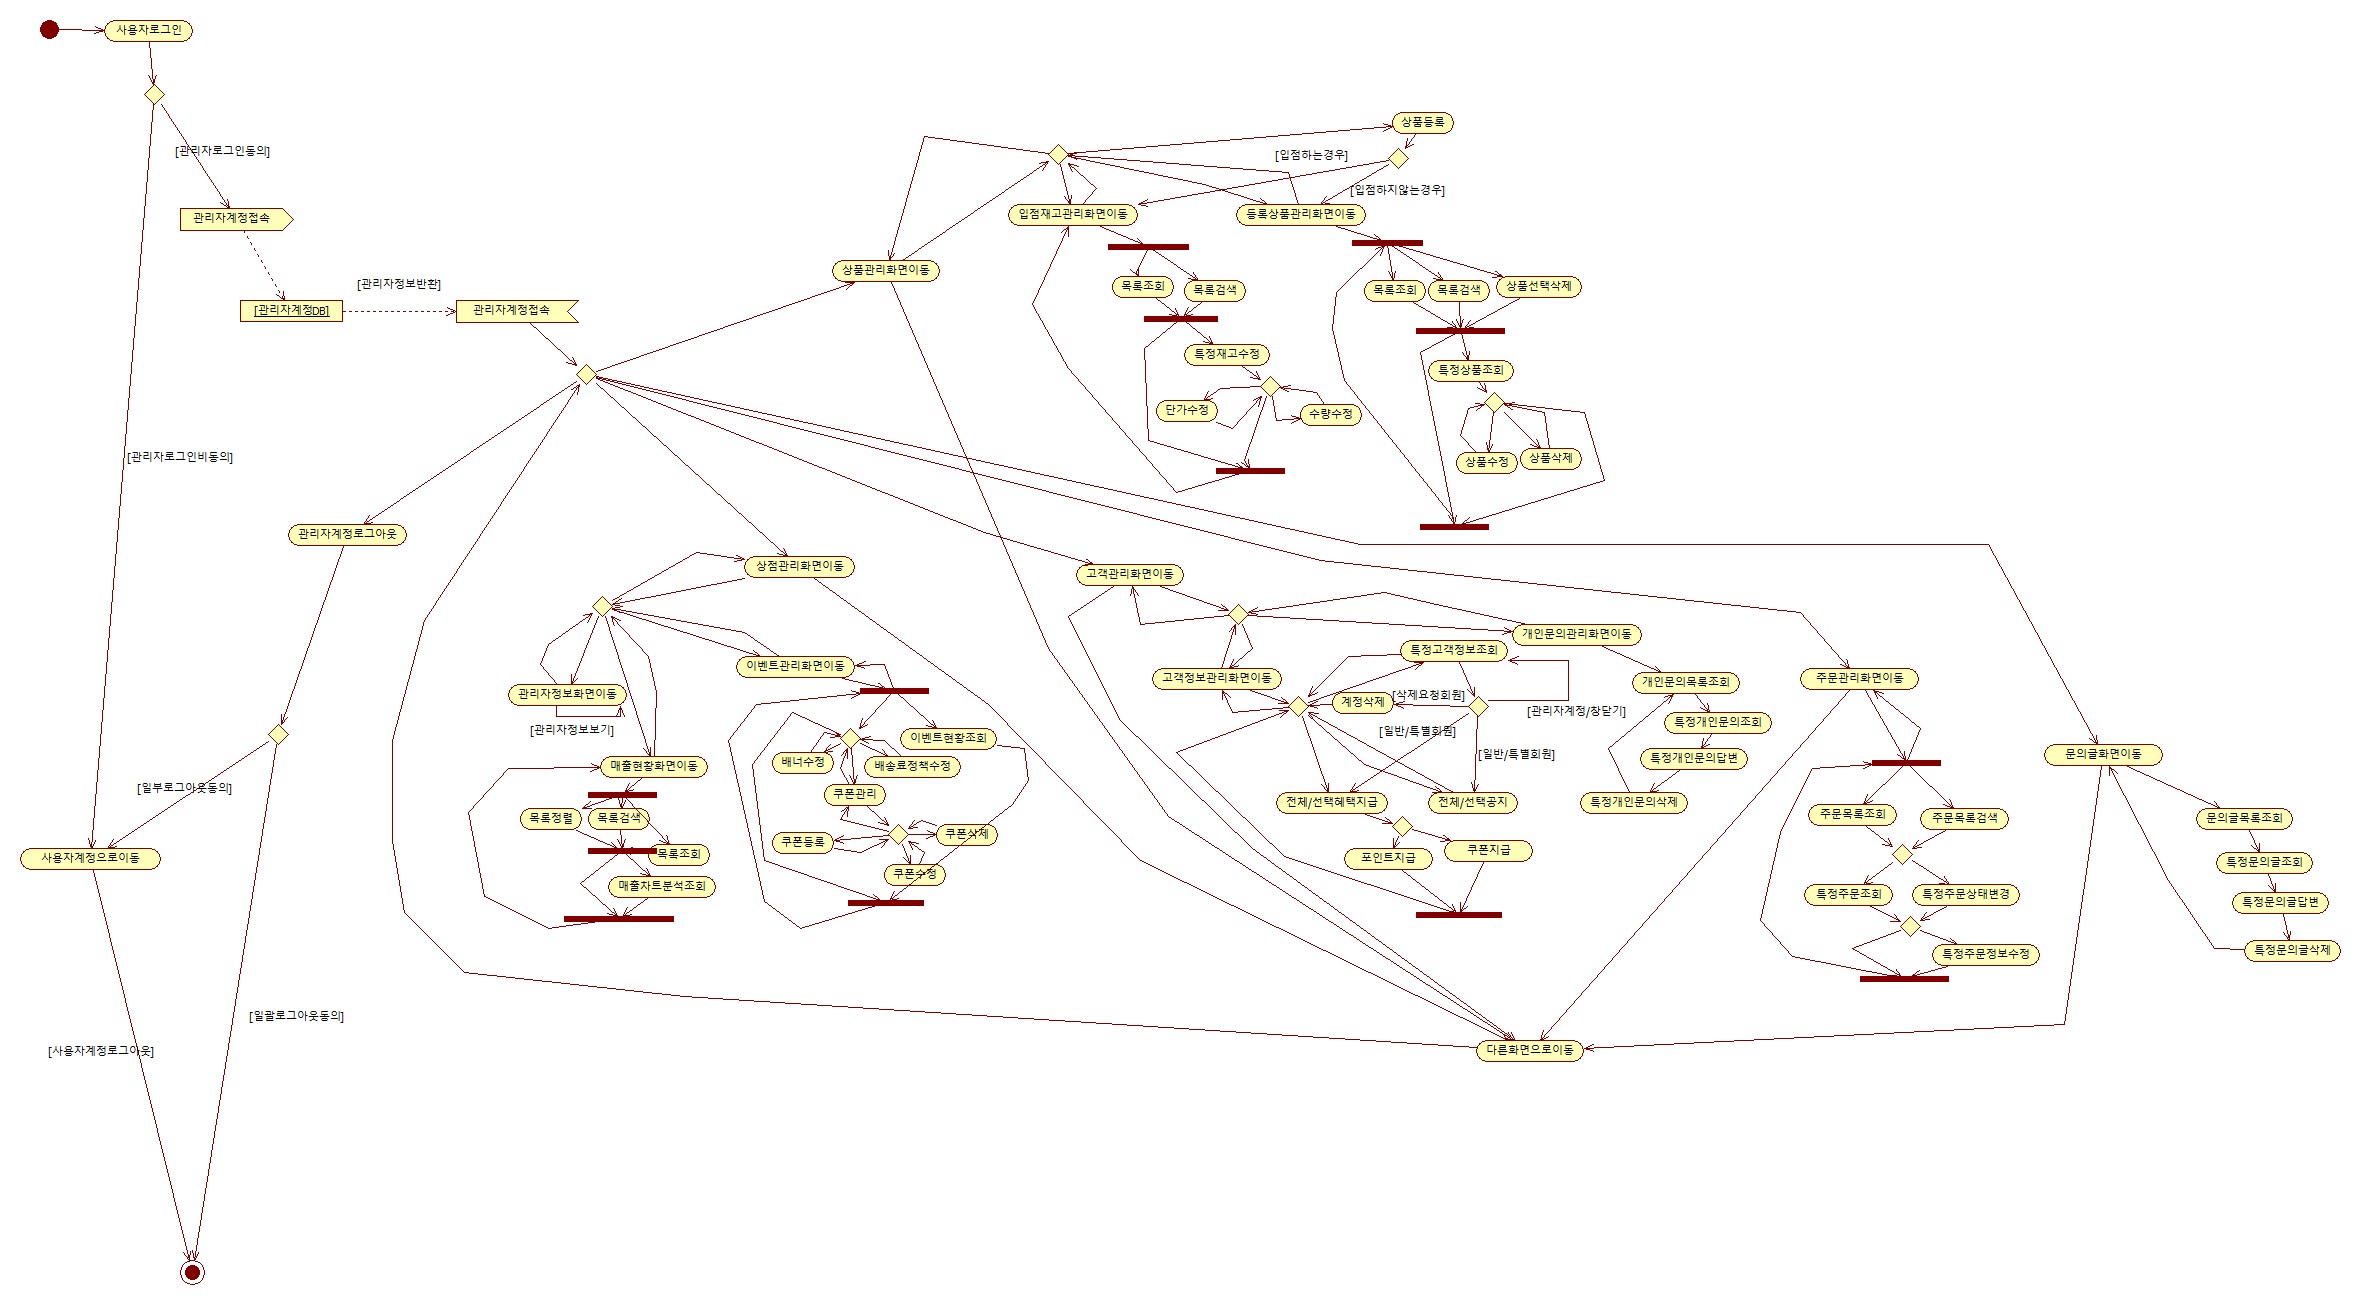 사용자로그인
[관리자로그인동의]
관리자계정접속
[관리자계정DB]
[관리자정보반환]
관리자계정접속
[관리자로그인비동의]
관리자계정로그아웃
[일부로그아웃동의]
사용자계정으로이동
[일괄로그아웃동의]
[사용자계정로그아웃]
상품관리화면이동
상품등록
[입점하는경우]
[입점하지않는경우]
입점재고관리화면이동
등록상품관리화면이동
목록조회
목록검색
특정재고수정
단가수정
수량수정
목록조회
목록검색
상품선택삭제
특정상품조회
상품수정
상품삭제
상점관리화면이동
이벤트관리화면이동
관리자정보화면이동
[관리자정보보기]
매출현황화면이동
목록정렬
목록검색
목록조회
매출차트분석조회
이벤트현황조회
배너수정
배송료정책수정
쿠폰관리
쿠폰등록
쿠폰삭제
쿠폰수정
고객관리화면이동
개인문의관리화면이동
특정고객정보조회
고객정보관리화면이동
계정삭제
[삭제요청회원]
[관리자계정/창닫기]
[일반/특별회원]
[일반/특별회원]
전체/선택혜택지급
전체/선택공지
포인트지급
쿠폰지급
개인문의목록조회
특정개인문의조회
특정개인문의답변
특정개인문의삭제
주문관리화면이동
주문목록조회
주문목록검색
특정주문조회
특정주문상태변경
특정주문정보수정
문의글화면이동
문의글목록조회
특정문의글조회
특정문의글답변
특정문의글삭제
다른화면으로이동